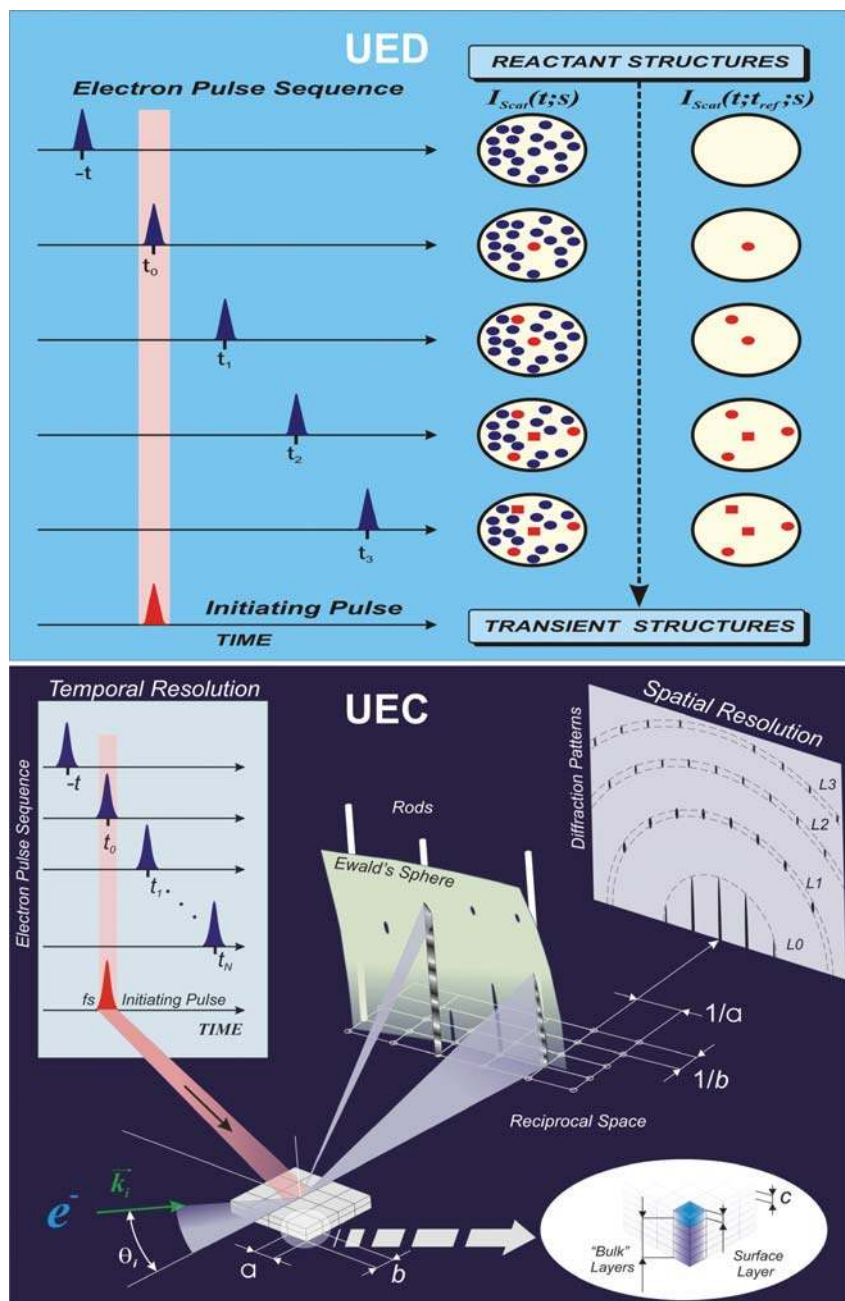 UED
Electron Pulse Sequence
REACTANT STRUCTURES
I_Scat(t;s)
I_Scat(t;t_ref;s)
-t
t₀
t₁
t₂
t₃
Initiating Pulse
TIME
TRANSIENT STRUCTURES
UEC
Temporal Resolution
Electron Pulse Sequence
-t
t₀
t₁
t_N
fs Initiating Pulse
TIME
Spatial Resolution
Diffraction Patterns
L3
L2
L1
L0
Rods
Ewald's Sphere
1/a
1/b
Reciprocal Space
e⁻
k⃗ᵢ
θᵢ
a
b
c
"Bulk"
Layers
Surface
Layer